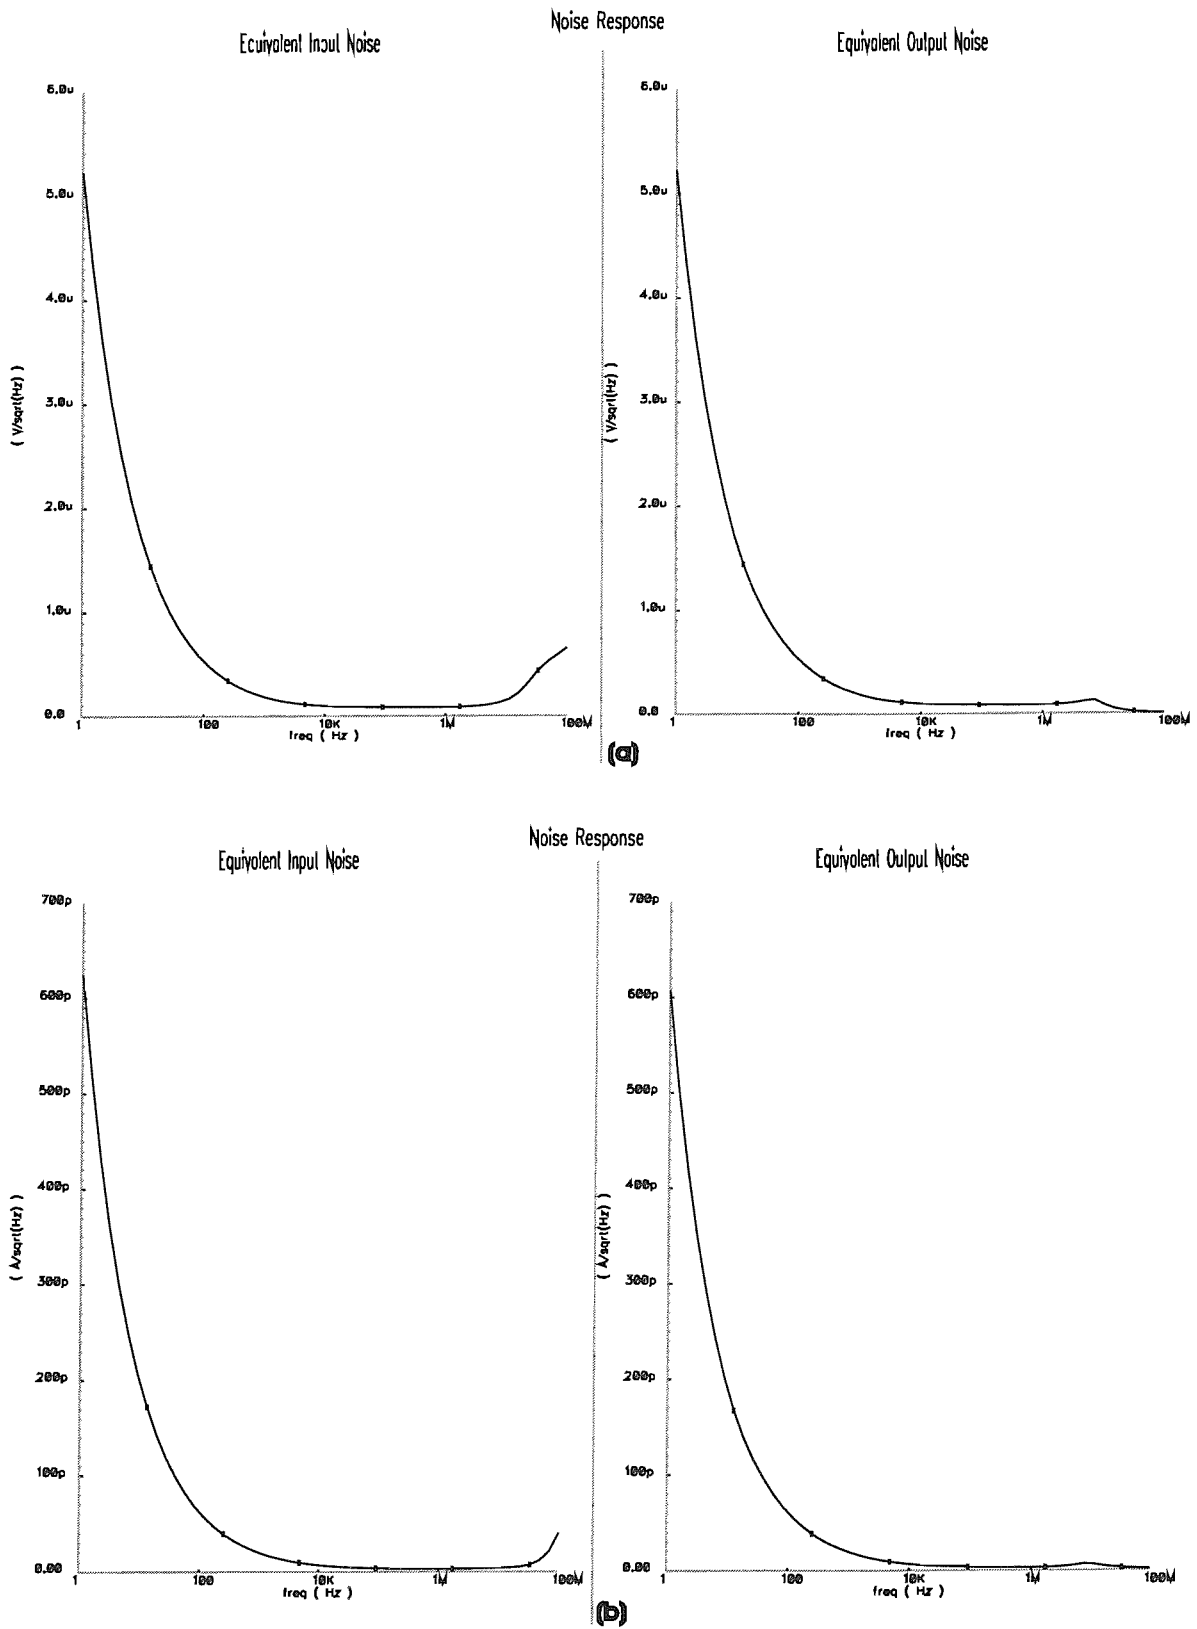 Noise Response
Equivalent Input Noise
Equivalent Output Noise
6.0u
5.0u
4.0u
3.0u
2.0u
1.0u
0.0
( V/sqrt(Hz) )
1
100
10K
1M
100M
freq ( Hz )
6.0u
5.0u
4.0u
3.0u
2.0u
1.0u
0.0
( V/sqrt(Hz) )
1
100
10K
1M
100M
freq ( Hz )
(a)
Noise Response
Equivalent Input Noise
Equivalent Output Noise
700p
600p
500p
400p
300p
200p
100p
0.00
( A/sqrt(Hz) )
1
100
10K
1M
100M
freq ( Hz )
700p
600p
500p
400p
300p
200p
100p
0.00
( A/sqrt(Hz) )
1
100
10K
1M
100M
freq ( Hz )
(b)